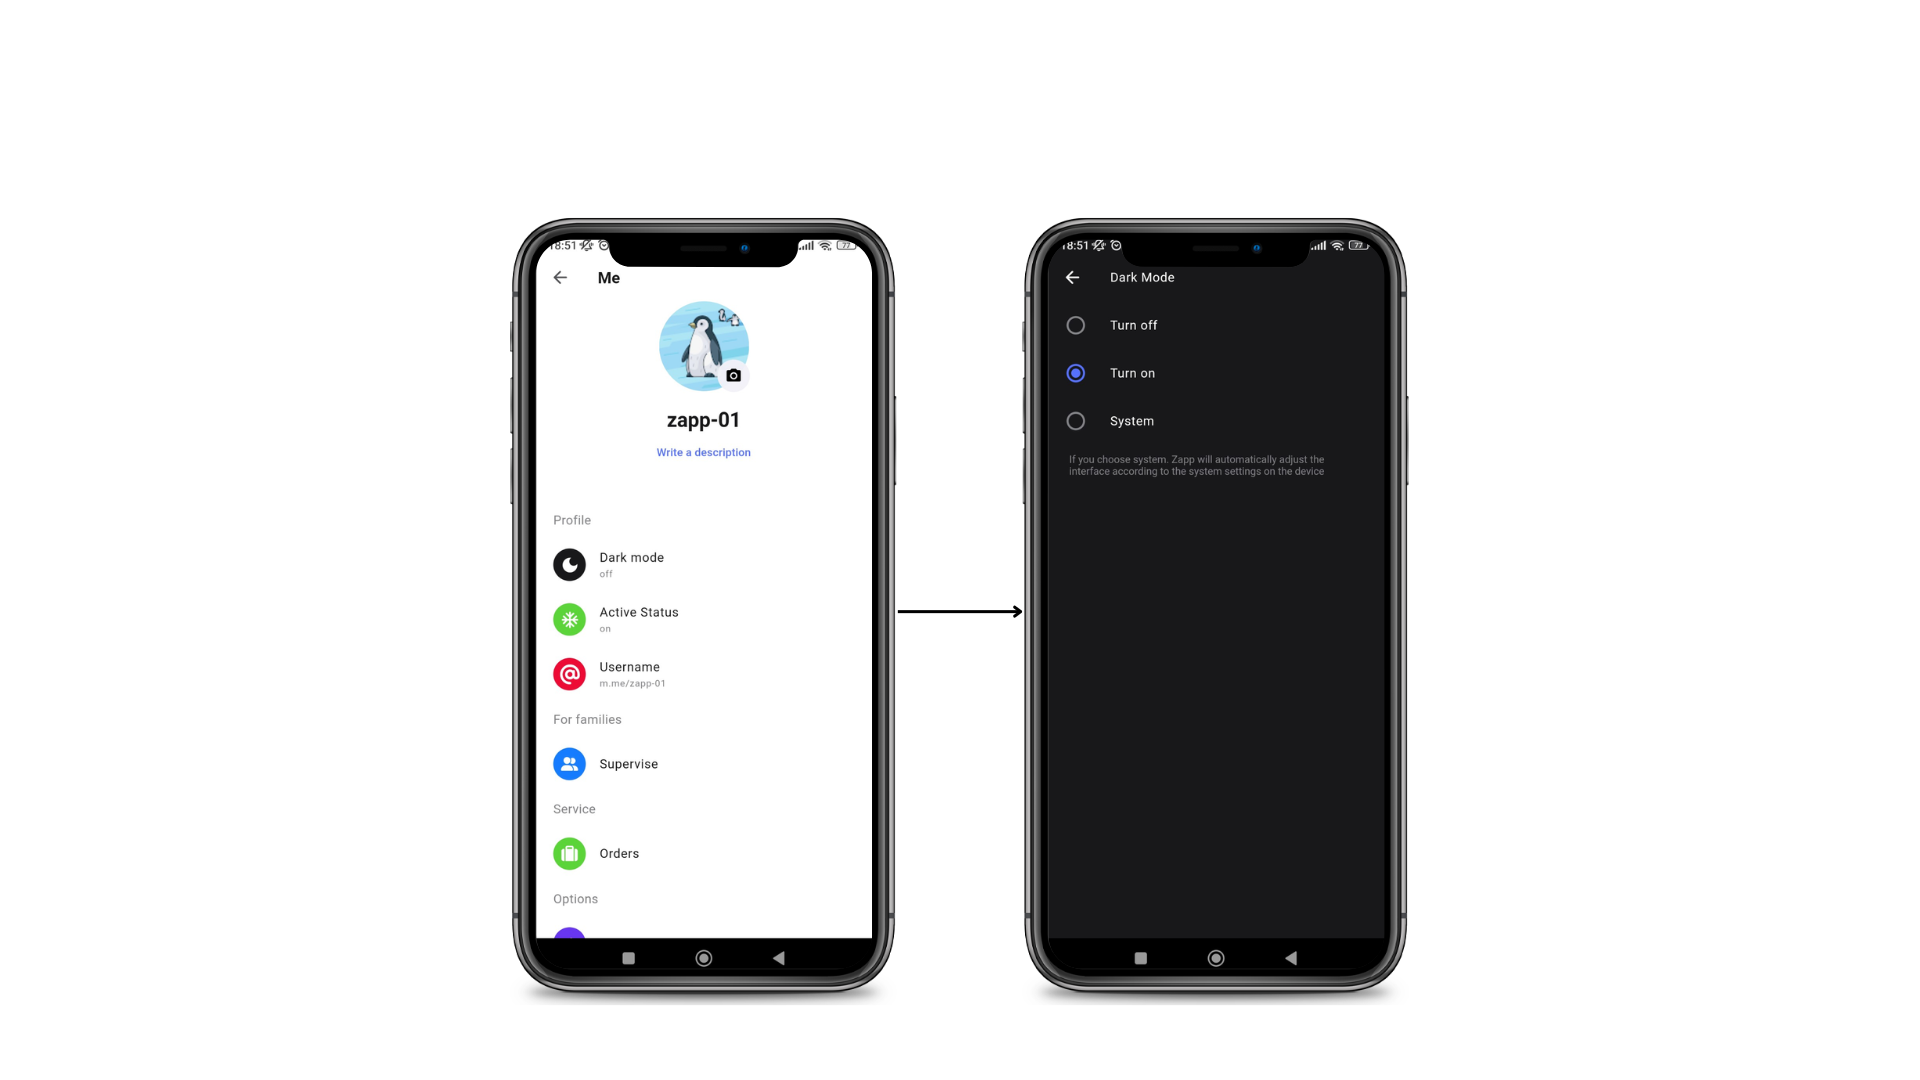 18:51
77
Me
zapp-01
Write a description
Profile
Dark mode
off
Active Status
on
Username
m.me/zapp-01
For families
Supervise
Service
Orders
Options
18:51
77
Dark Mode
Turn off
Turn on
System
If you choose system. Zapp will automatically adjust the
interface according to the system settings on the device